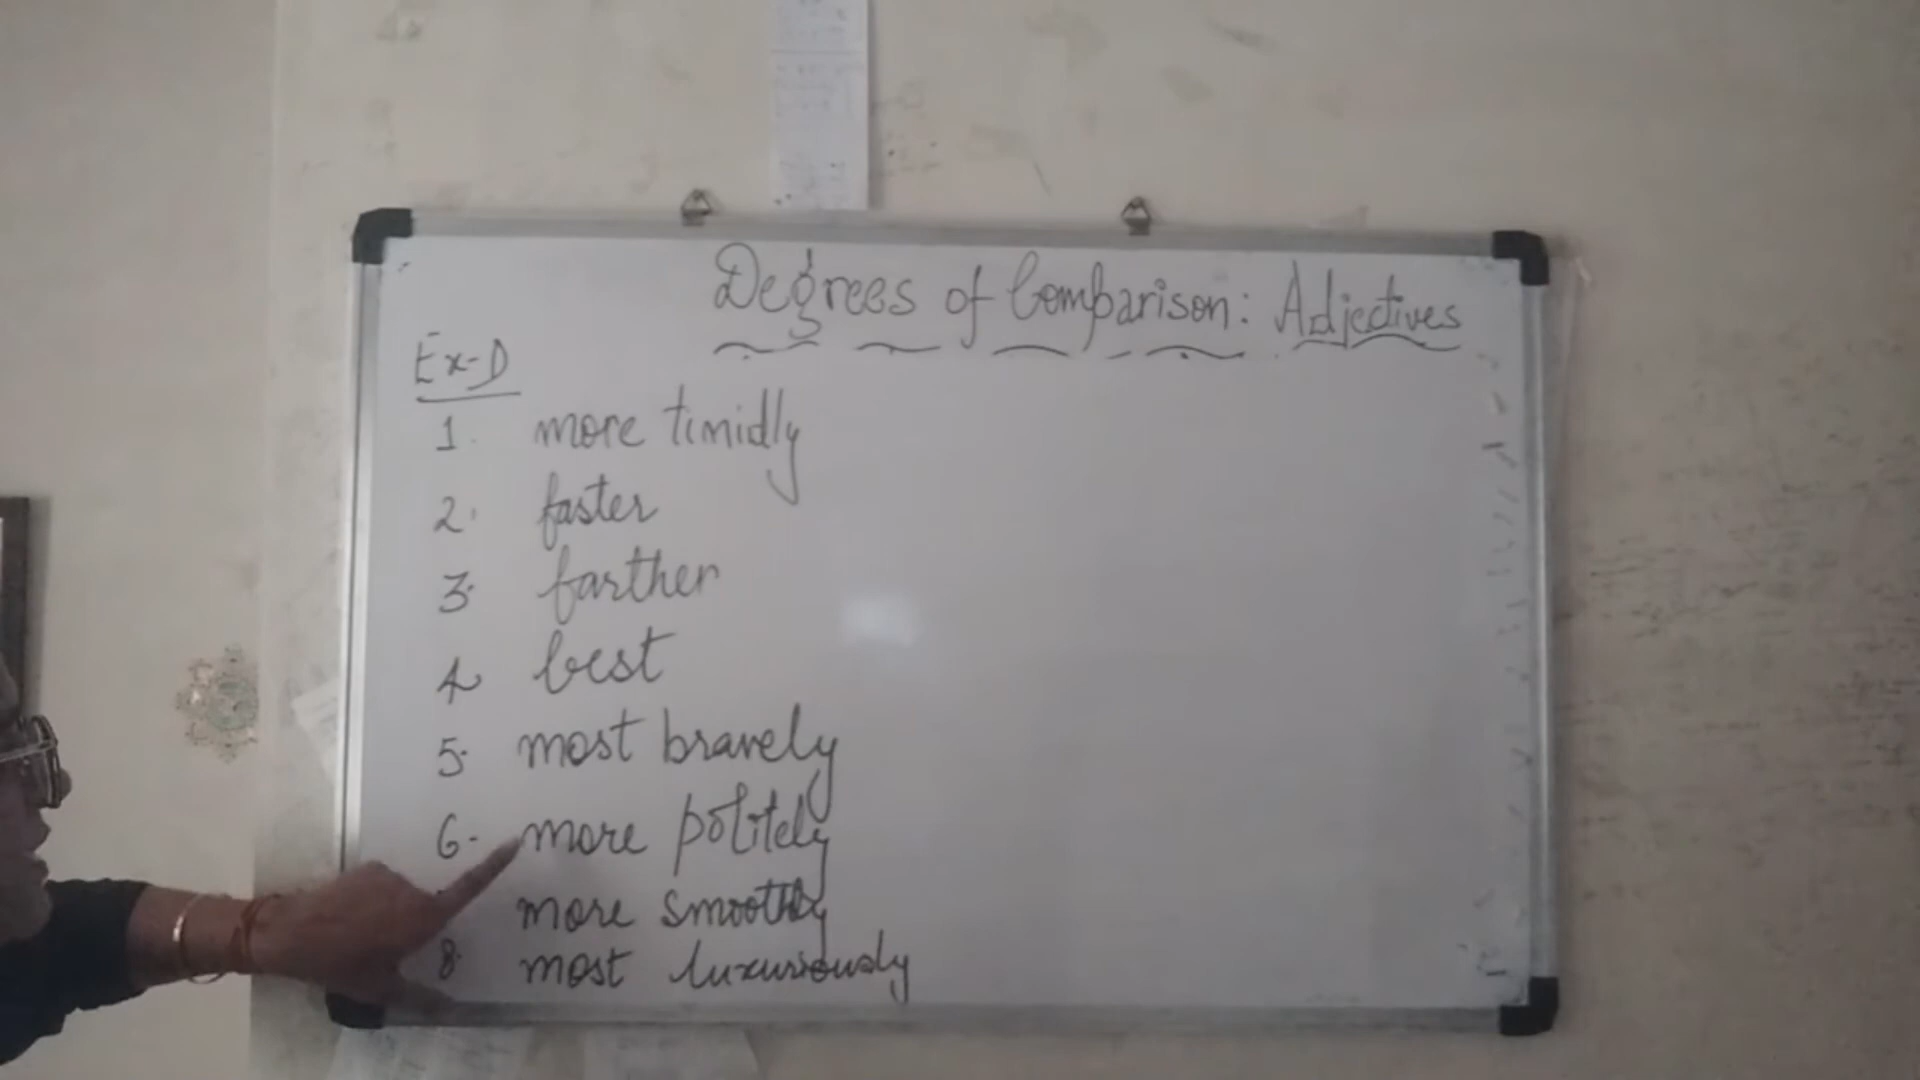 Degrees of Comparison: Adjectives
Ex-D
1. more timidly
2. faster
3. farther
4. best
5. most bravely
6- more politely
more smoothly
8. most luxuriously